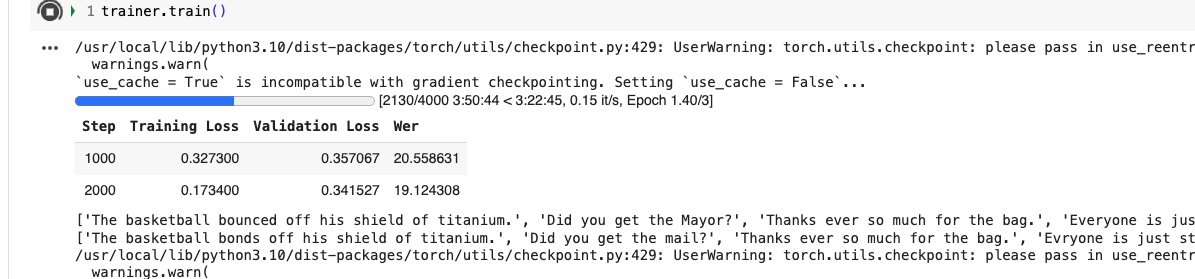 1 trainer.train()
/usr/local/lib/python3.10/dist-packages/torch/utils/checkpoint.py:429: UserWarning: torch.utils.checkpoint: please pass in use_reentr
warnings.warn(
`use_cache = True` is incompatible with gradient checkpointing. Setting `use_cache = False`...
[2130/4000 3:50:44 < 3:22:45, 0.15 it/s, Epoch 1.40/3]
Step Training Loss Validation Loss Wer
1000 0.327300 0.357067 20.558631
2000 0.173400 0.341527 19.124308
['The basketball bounced off his shield of titanium.', 'Did you get the Mayor?', 'Thanks ever so much for the bag.', 'Everyone is jus
['The basketball bonds off his shield of titanium.', 'Did you get the mail?', 'Thanks ever so much for the bag.', 'Evryone is just st
/usr/local/lib/python3.10/dist-packages/torch/utils/checkpoint.py:429: UserWarning: torch.utils.checkpoint: please pass in use_reentr
warnings.warn(